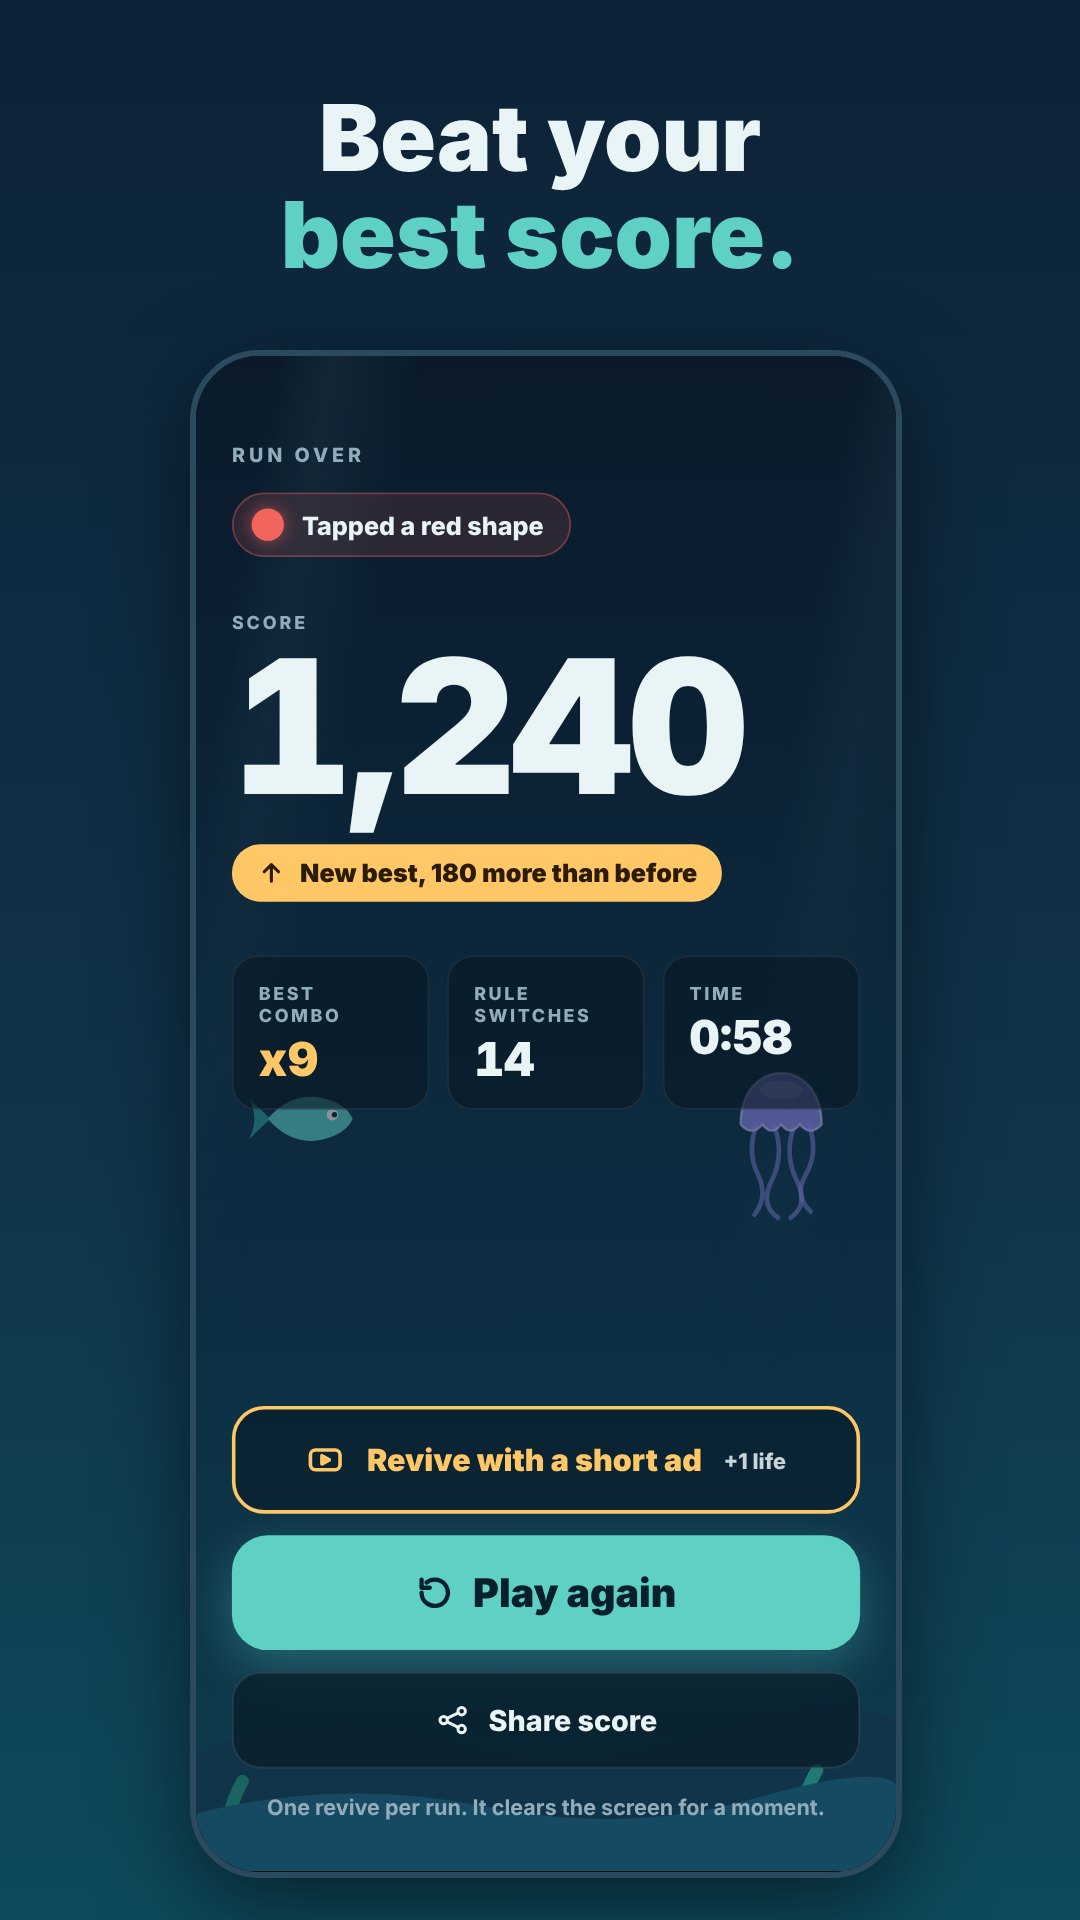 Beat your
best score.
RUN OVER
Tapped a red shape
SCORE
1,240
New best, 180 more than before
BEST
COMBO
x9
RULE
SWITCHES
14
TIME
0:58
Revive with a short ad +1 life
Play again
Share score
One revive per run. It clears the screen for a moment.